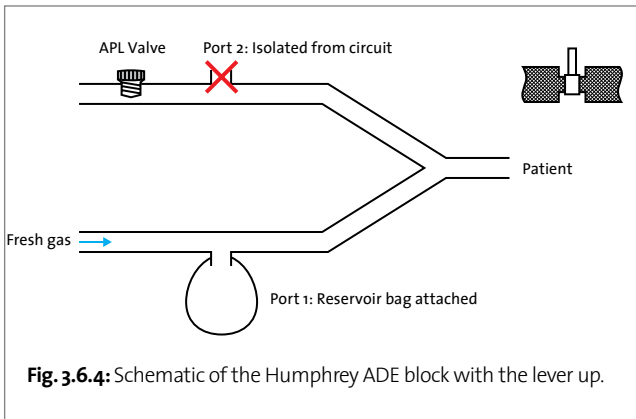 APL Valve
Port 2: Isolated from circuit
Patient
Fresh gas
Port 1: Reservoir bag attached
Fig. 3.6.4: Schematic of the Humphrey ADE block with the lever up.